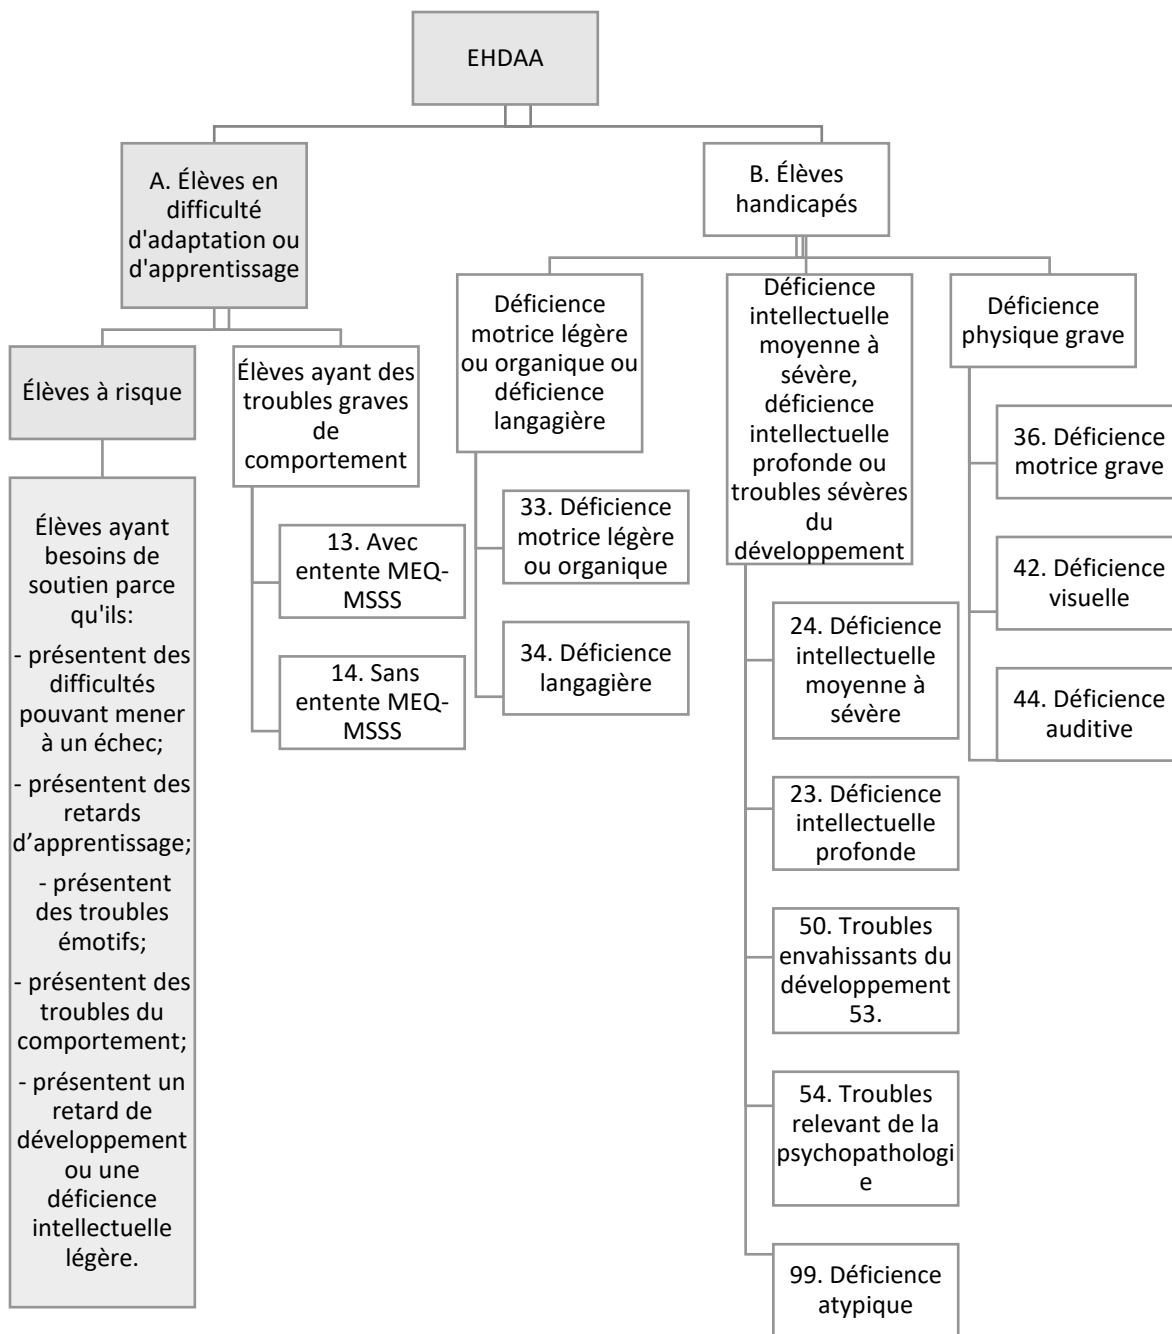 EHDAA
A. Élèves en
difficulté
d'adaptation ou
d'apprentissage
B. Élèves
handicapés
Élèves à risque
Élèves ayant
besoins de
soutien parce
qu'ils:
- présentent des
difficultés
pouvant mener
à un échec;
- présentent des
retards
d’apprentissage;
- présentent
des troubles
émotifs;
- présentent des
troubles du
comportement;
- présentent un
retard de
développement
ou une
déficience
intellectuelle
légère.
Élèves ayant des
troubles graves
de
comportement
13. Avec
entente MEQ-
MSSS
14. Sans
entente MEQ-
MSSS
Déficience
motrice légère
ou organique ou
déficience
langagière
33. Déficience
motrice légère
ou organique
34. Déficience
langagière
Déficience
intellectuelle
moyenne à
sévère,
déficience
intellectuelle
profonde ou
troubles sévères
du
développement
24. Déficience
intellectuelle
moyenne à
sévère
23. Déficience
intellectuelle
profonde
50. Troubles
envahissants du
développement
53.
54. Troubles
relevant de la
psychopathologi
e
99. Déficience
atypique
Déficience
physique grave
36. Déficience
motrice grave
42. Déficience
visuelle
44. Déficience
auditive